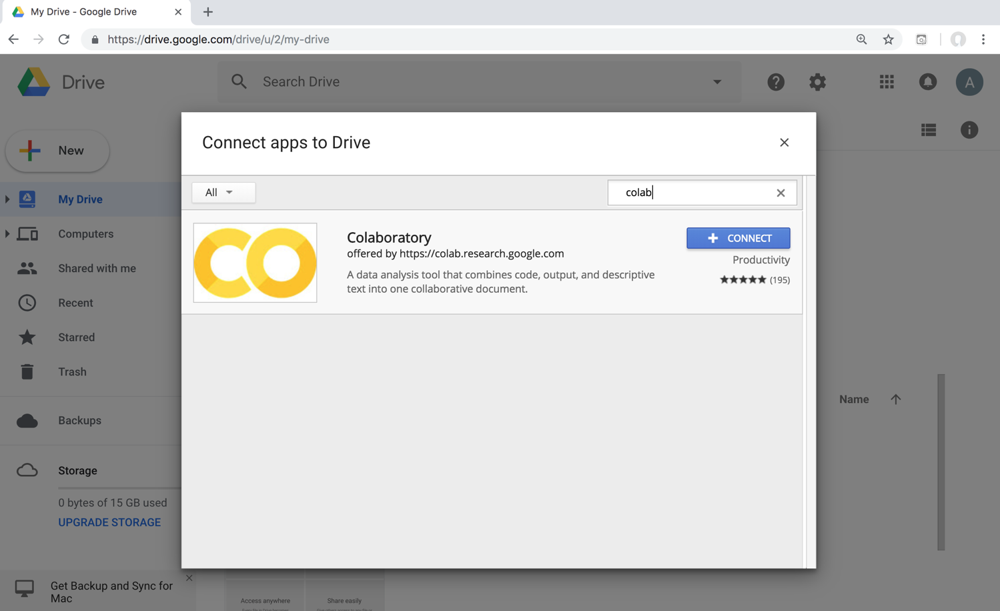 My Drive - Google Drive
https://drive.google.com/drive/u/2/my-drive
Drive
Search Drive
A
New
Connect apps to Drive
All
colab
My Drive
Computers
Shared with me
Recent
Starred
Trash
Backups
Storage
0 bytes of 15 GB used
UPGRADE STORAGE
Get Backup and Sync for
Mac
Colaboratory
offered by https://colab.research.google.com
A data analysis tool that combines code, output, and descriptive
text into one collaborative document.
CONNECT
Productivity
(195)
Name
Access anywhere
Share easily